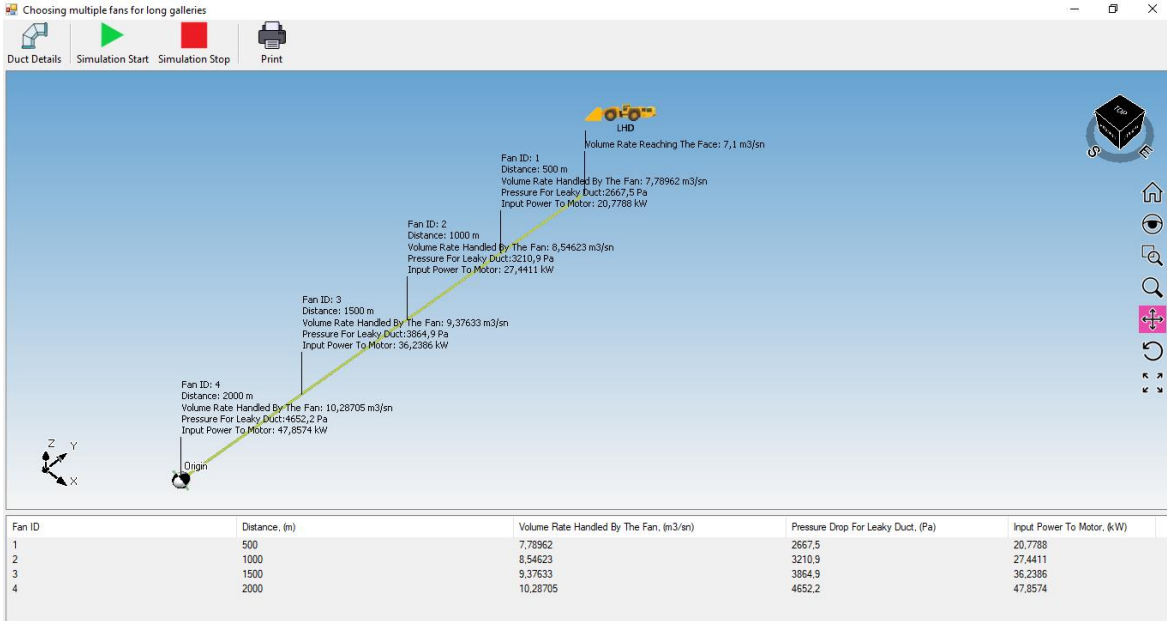 Choosing multiple fans for long galleries
Duct Details Simulation Start Simulation Stop Print
LHD
Volume Rate Reaching The Face: 7,1 m3/sn
Fan ID: 1
Distance: 500 m
Volume Rate Handled By The Fan: 7,78962 m3/sn
Pressure For Leaky Duct:2667,5 Pa
Input Power To Motor: 20,7788 kW
Fan ID: 2
Distance: 1000 m
Volume Rate Handled By The Fan: 8,54623 m3/sn
Pressure For Leaky Duct:3210,9 Pa
Input Power To Motor: 27,4411 kW
Fan ID: 3
Distance: 1500 m
Volume Rate Handled By The Fan: 9,37633 m3/sn
Pressure For Leaky Duct:3864,9 Pa
Input Power To Motor: 36,2386 kW
Fan ID: 4
Distance: 2000 m
Volume Rate Handled By The Fan: 10,28705 m3/sn
Pressure For Leaky Duct:4652,2 Pa
Input Power To Motor: 47,8574 kW
Origin
Z Y
X
TOP
S E
Fan ID Distance, (m) Volume Rate Handled By The Fan, (m3/sn) Pressure Drop For Leaky Duct, (Pa) Input Power To Motor, (kW)
1 500 7,78962 2667,5 20,7788
2 1000 8,54623 3210,9 27,4411
3 1500 9,37633 3864,9 36,2386
4 2000 10,28705 4652,2 47,8574